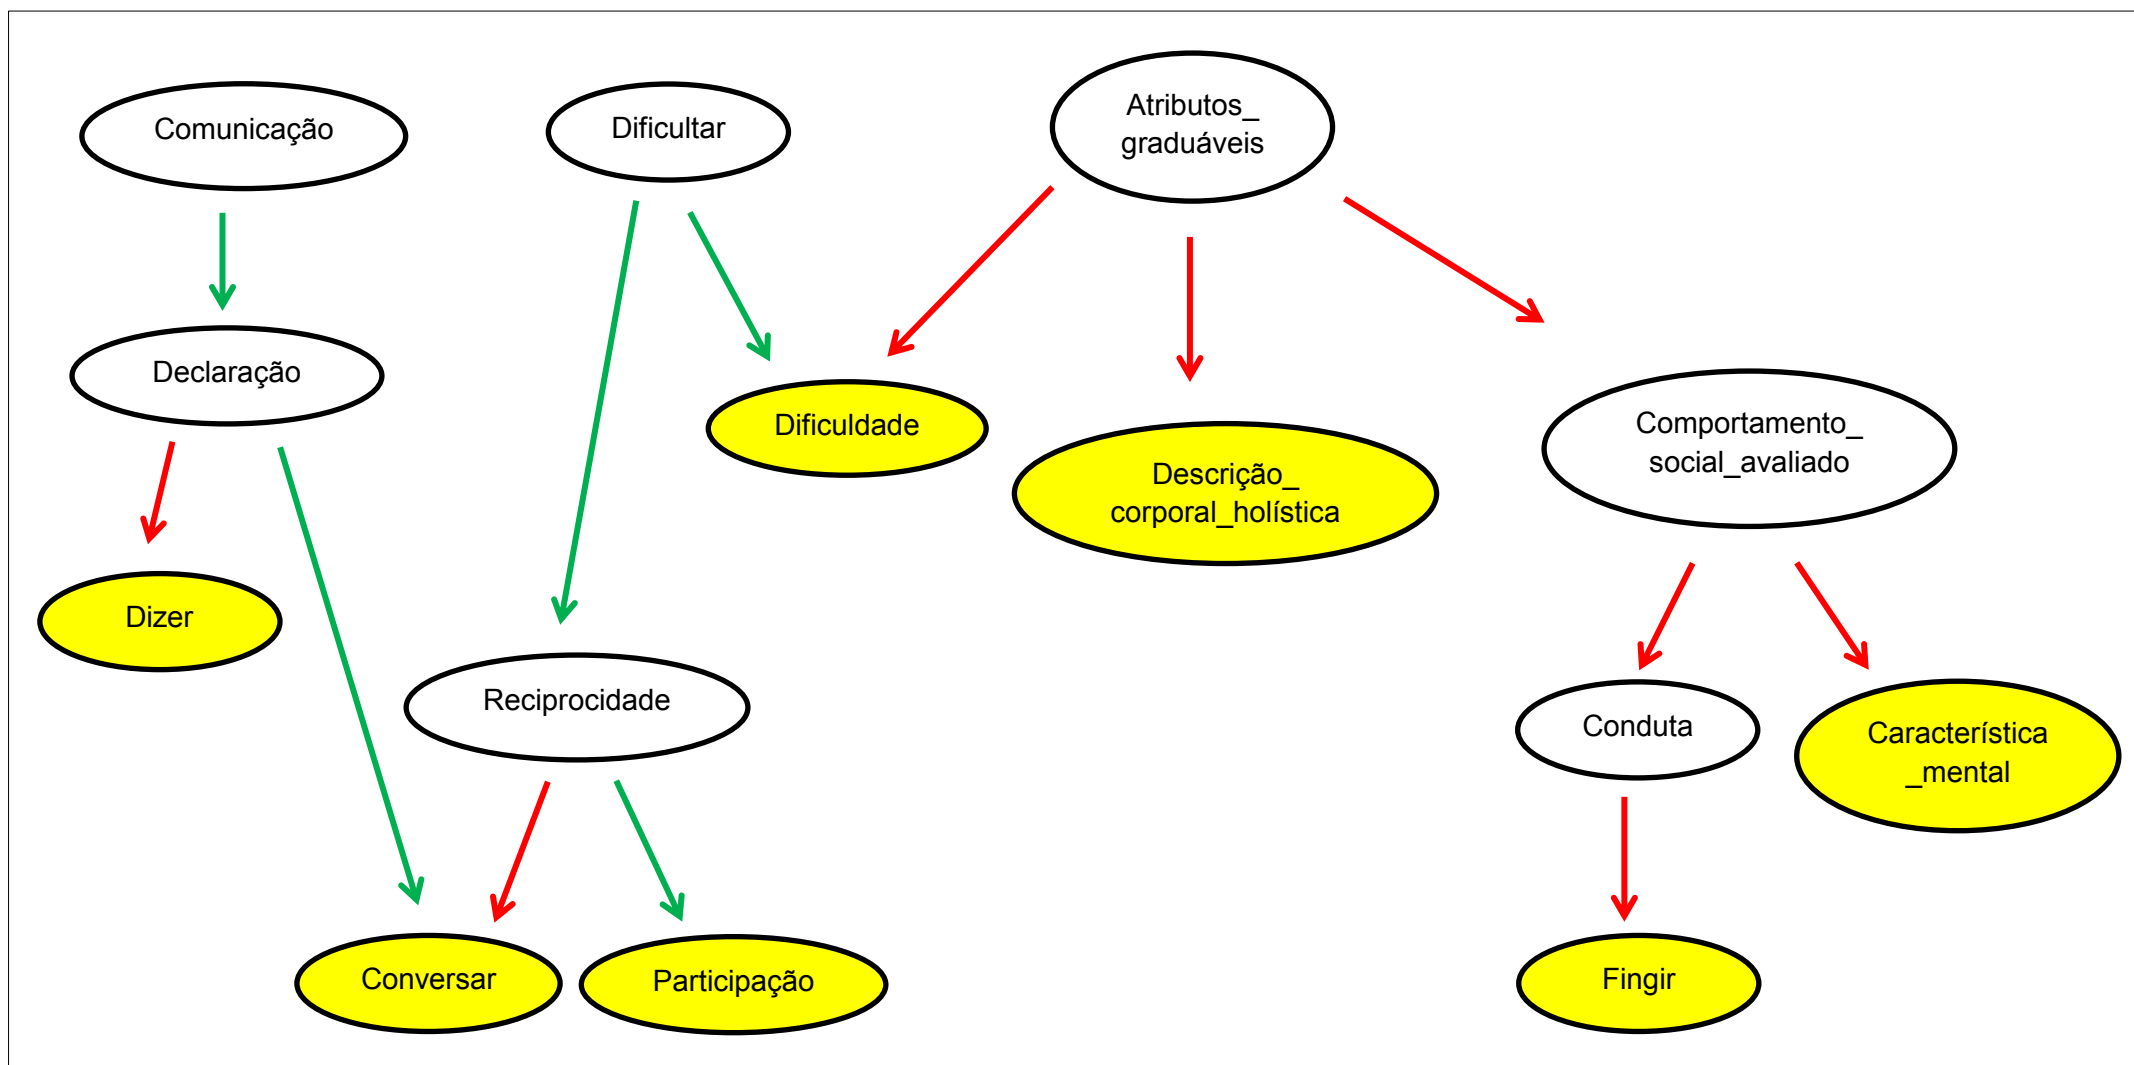 Comunicação
Dificultar
Atributos_
graduáveis
Declaração
Dificuldade
Descrição_
corporal_holística
Comportamento_
social_avaliado
Dizer
Reciprocidade
Conduta
Característica
_mental
Conversar
Participação
Fingir